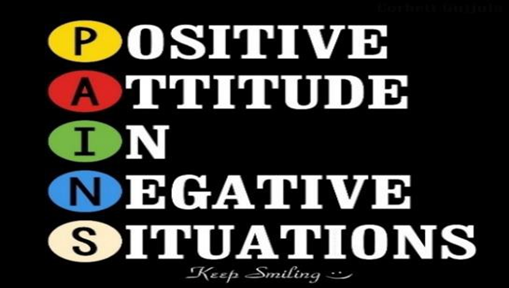 POSITIVE
ATTITUDE
IN
NEGATIVE
SITUATIONS
Keep Smiling